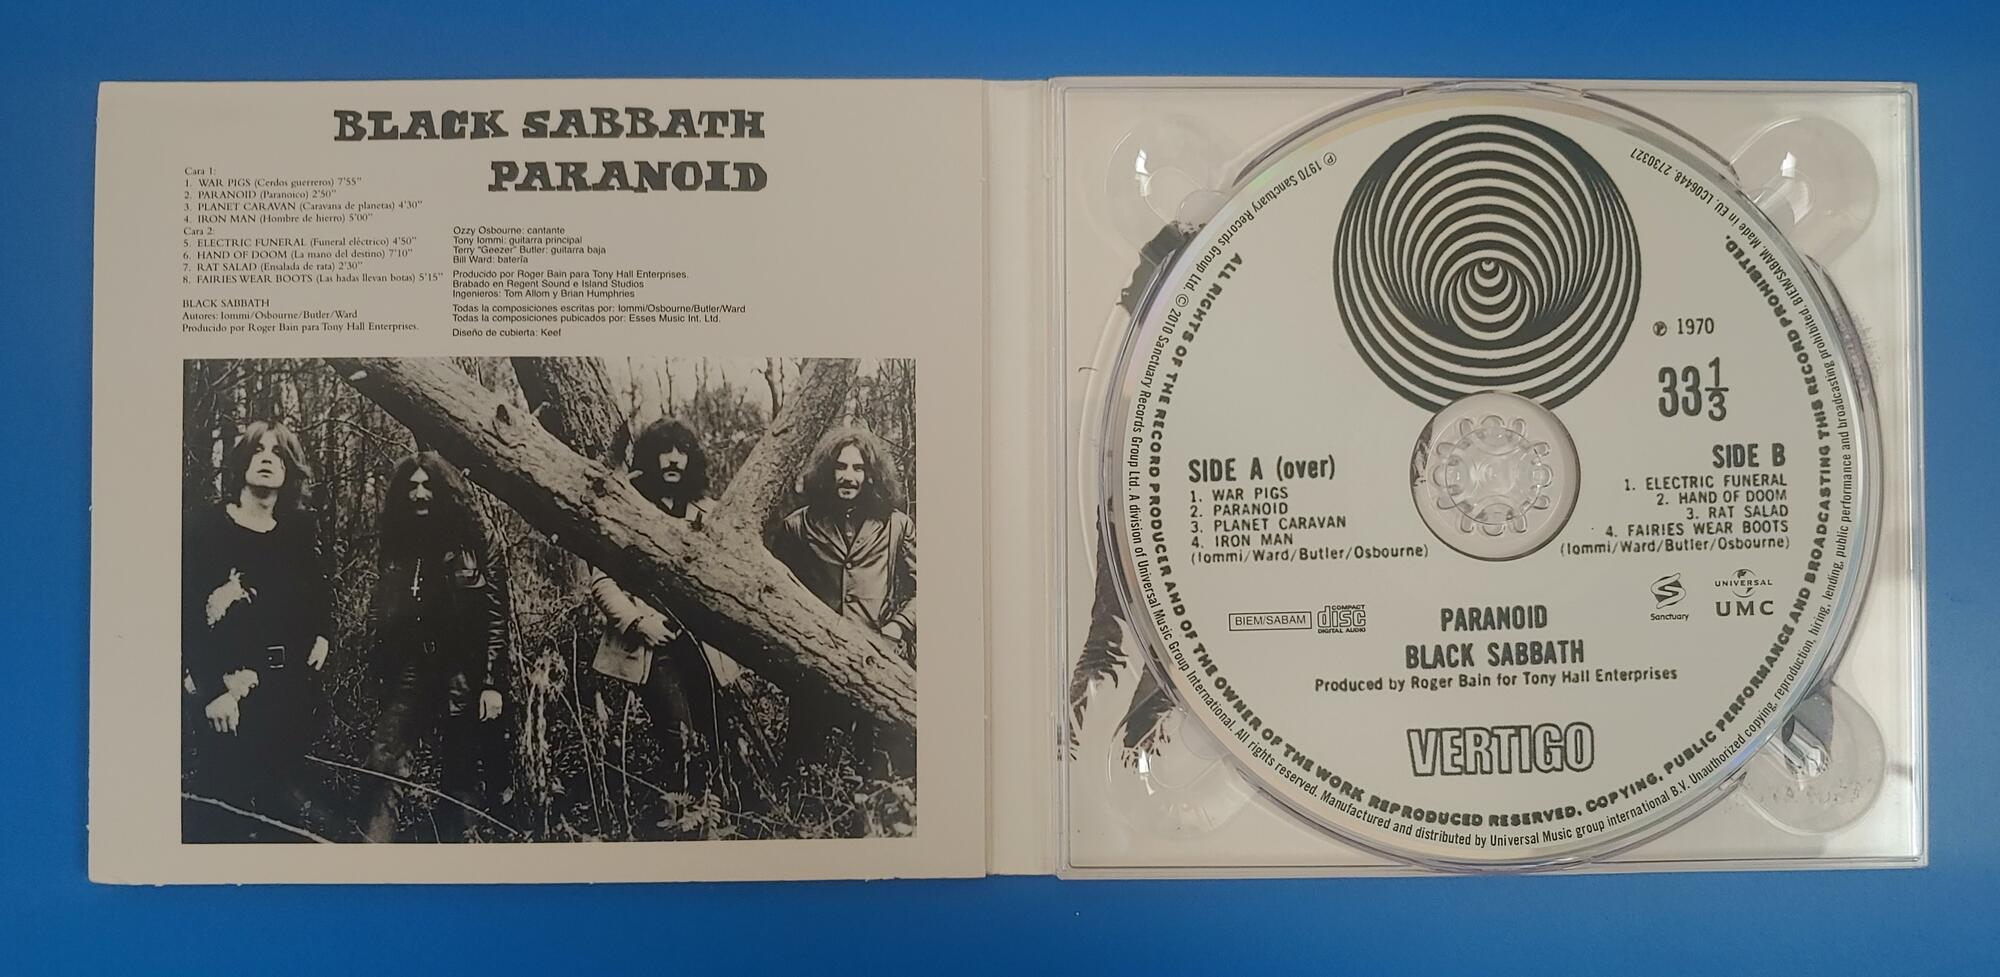 BLACK SABBATH
PARANOID
Cara 1:
1. WAR PIGS (Cerdos guerreros) 7'55"
2. PARANOID (Paranoico) 2'50"
3. PLANET CARAVAN (Caravana de planetas) 4'30"
4. IRON MAN (Hombre de hierro) 5'00"
Cara 2:
5. ELECTRIC FUNERAL (Funeral eléctrico) 4'50"
6. HAND OF DOOM (La mano del destino) 7'10"
7. RAT SALAD (Ensalada de rata) 2'30"
8. FAIRIES WEAR BOOTS (Las hadas llevan botas) 5'15"
BLACK SABBATH
Autores: Iommi/Osbourne/Butler/Ward
Producido por Roger Bain para Tony Hall Enterprises.
Ozzy Osbourne: cantante
Tony Iommi: guitarra principal
Terry "Geezer" Butler: guitarra baja
Bill Ward: batería
Producido por Roger Bain para Tony Hall Enterprises.
Brabado en Regent Sound e Island Studios
Ingenieros: Tom Allom y Brian Humphries
Todas la composiciones escritas por: Iommi/Osbourne/Butler/Ward
Todas la composiciones pubicados por: Esses Music Int. Ltd.
Diseño de cubierta: Keef
℗ 1970
33 1/3
SIDE A (over)
1. WAR PIGS
2. PARANOID
3. PLANET CARAVAN
4. IRON MAN
(Iommi/Ward/Butler/Osbourne)
SIDE B
1. ELECTRIC FUNERAL
2. HAND OF DOOM
3. RAT SALAD
4. FAIRIES WEAR BOOTS
(Iommi/Ward/Butler/Osbourne)
BIEM/SABAM
COMPACT
disc
DIGITAL AUDIO
Sanctuary
UNIVERSAL
UMC
PARANOID
BLACK SABBATH
Produced by Roger Bain for Tony Hall Enterprises
VERTIGO
ALL RIGHTS OF THE RECORD PRODUCER AND OF THE OWNER OF THE WORK REPRODUCED RESERVED. COPYING, PUBLIC PERFORMANCE AND BROADCASTING THIS RECORD PROHIBITED.
℗ 1970 Sanctuary Records Group Ltd. © 2010 Sanctuary Records Group Ltd. A division of Universal Music Group International. All rights reserved. Manufactured and distributed by Universal Music group international B.V. Unauthorized copying, reproduction, hiring, lending, public performance and broadcasting prohibited. BIEM/SABAM. Made in EU. LC06448. 2730327